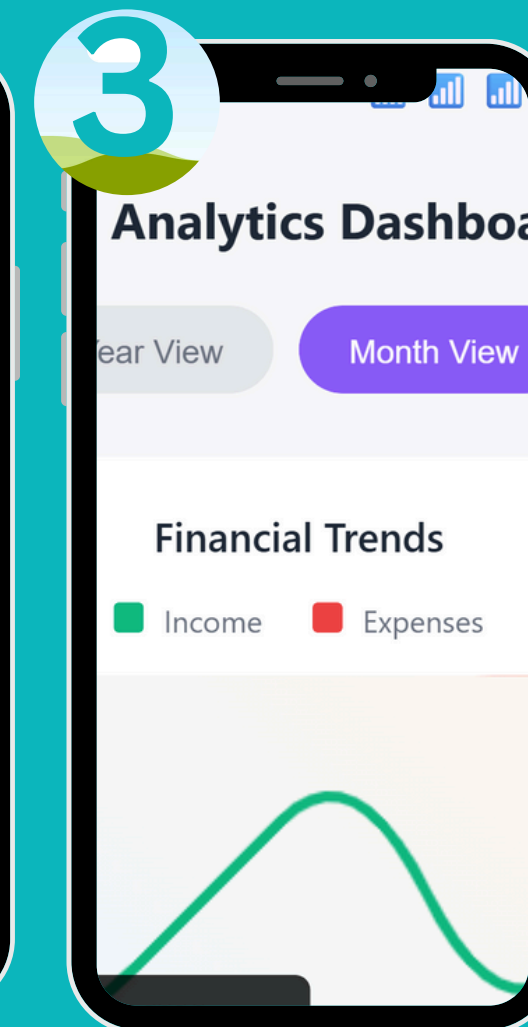 3
Analytics Dashboa
ear View
Month View
Financial Trends
Income
Expenses